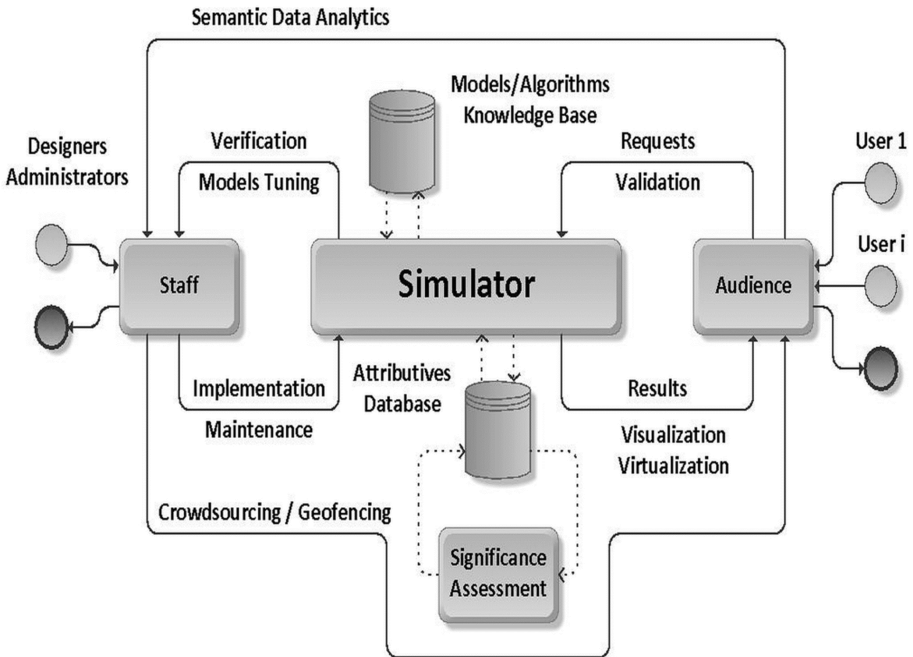 Semantic Data Analytics
Models/Algorithms
Knowledge Base
Designers
Administrators
Verification
Models Tuning
Requests
Validation
User 1
User i
Staff
Simulator
Audience
Implementation
Maintenance
Attributives
Database
Results
Visualization
Virtualization
Crowdsourcing / Geofencing
Significance
Assessment